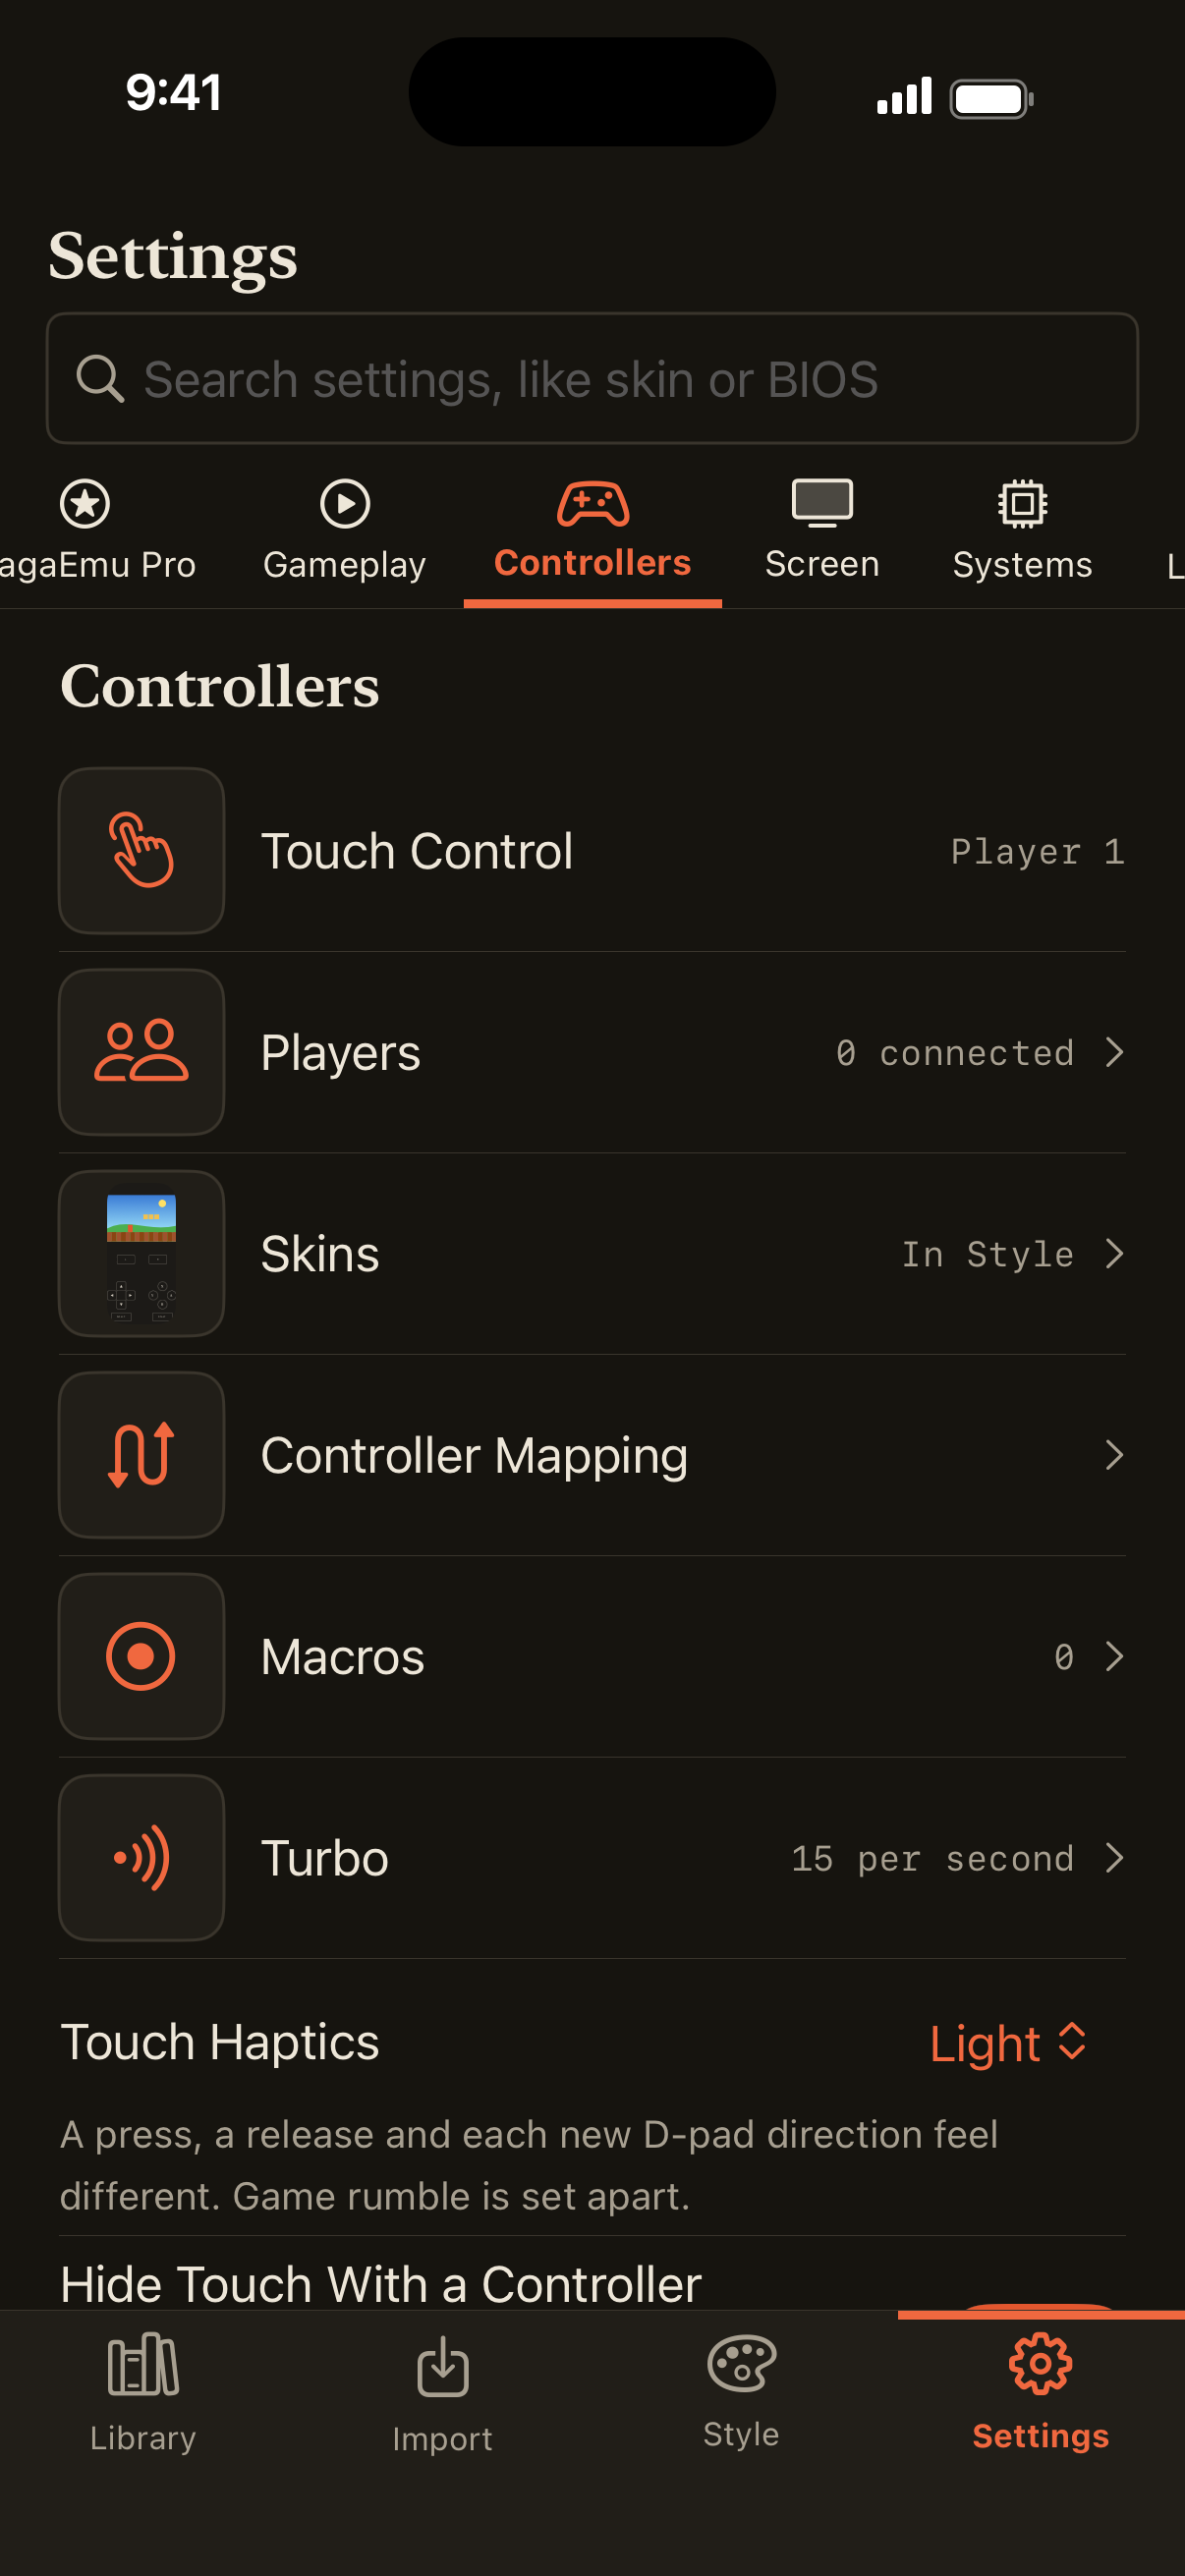 9:41
Settings
Search settings, like skin or BIOS
agaEmu Pro
Gameplay
Controllers
Screen
Systems
L
Controllers
Touch Control
Player 1
Players
0 connected
Skins
In Style
Controller Mapping
Macros
0
Turbo
15 per second
Touch Haptics
Light
A press, a release and each new D-pad direction feel
different. Game rumble is set apart.
Hide Touch With a Controller
Library
Import
Style
Settings